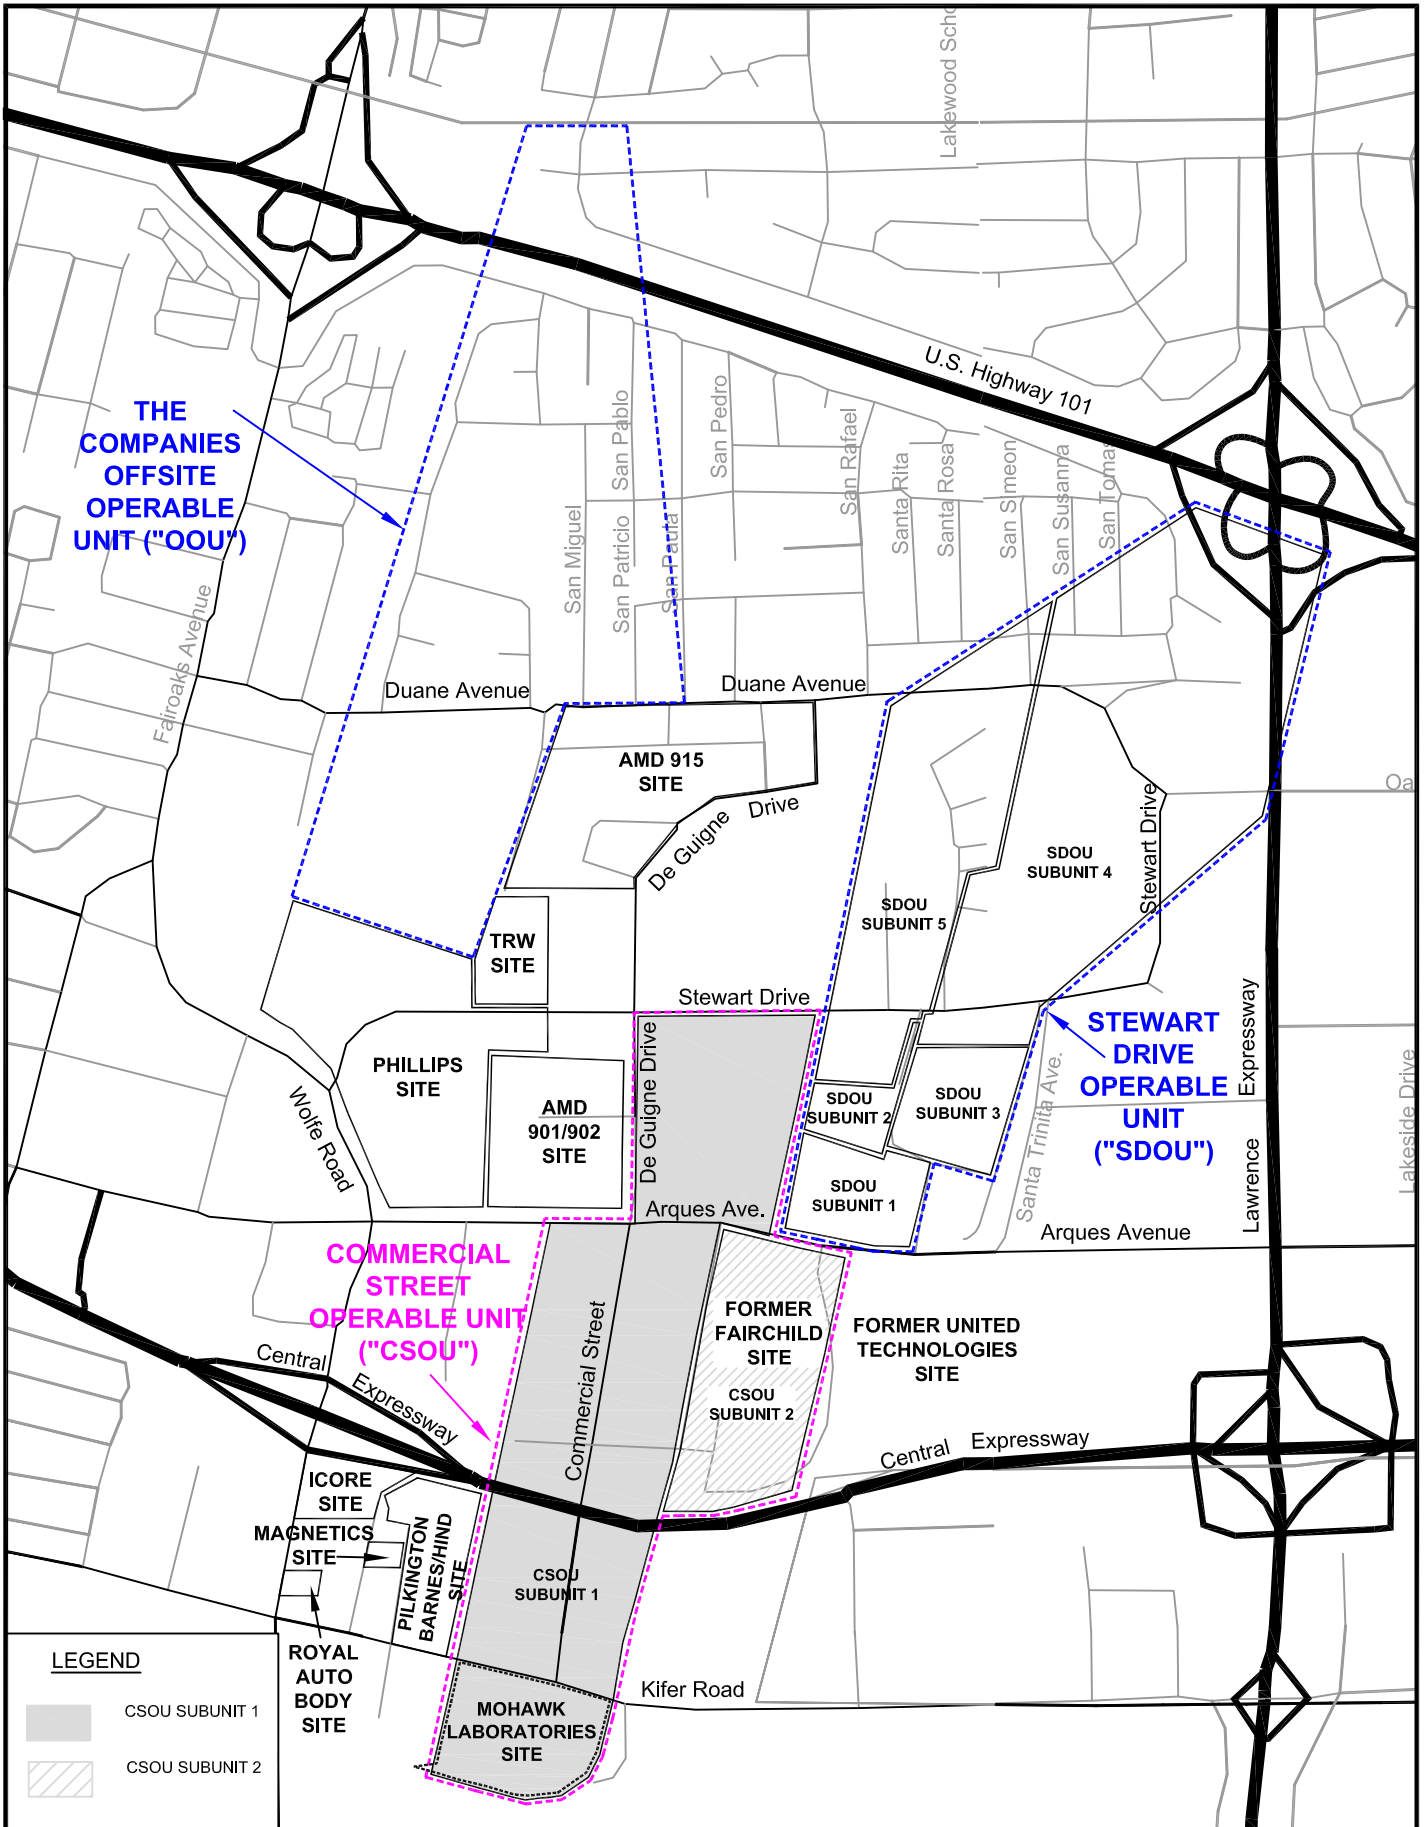 Lakewood Scho
U.S. Highway 101
THE
COMPANIES
OFFSITE
OPERABLE
UNIT ("OOU")
San Miguel
San Pablo
San Patricio
San Paula
San Pedro
San Rafael
Santa Rita
Santa Rosa
San Simeon
San Susanna
San Tomas
Fairoaks Avenue
Duane Avenue
Duane Avenue
AMD 915
SITE
De Guigne
Drive
Oa
Stewart Drive
SDOU
SUBUNIT 4
SDOU
SUBUNIT 5
TRW
SITE
Stewart Drive
STEWART
DRIVE
OPERABLE
UNIT
("SDOU")
Expressway
Lawrence
Lakeside Drive
PHILLIPS
SITE
AMD
901/902
SITE
De Guigne Drive
SDOU
SUBUNIT 2
SDOU
SUBUNIT 3
SDOU
SUBUNIT 1
Santa Trinita Ave.
Wolfe Road
Arques Ave.
Arques Avenue
COMMERCIAL
STREET
OPERABLE UNIT
("CSOU")
Commercial Street
FORMER
FAIRCHILD
SITE
CSOU
SUBUNIT 2
FORMER UNITED
TECHNOLOGIES
SITE
Central
Expressway
Central Expressway
ICORE
SITE
MAGNETICS
SITE
PILKINGTON
BARNES/HIND
SITE
CSOU
SUBUNIT 1
ROYAL
AUTO
BODY
SITE
Kifer Road
MOHAWK
LABORATORIES
SITE
LEGEND
CSOU SUBUNIT 1
CSOU SUBUNIT 2